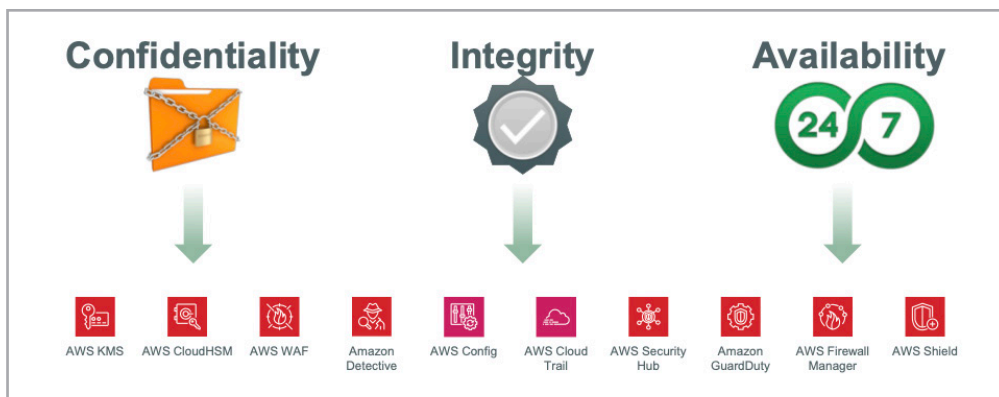 Confidentiality
Integrity
Availability
24 7
AWS KMS
AWS CloudHSM
AWS WAF
Amazon
Detective
AWS Config
AWS Cloud
Trail
AWS Security
Hub
Amazon
GuardDuty
AWS Firewall
Manager
AWS Shield